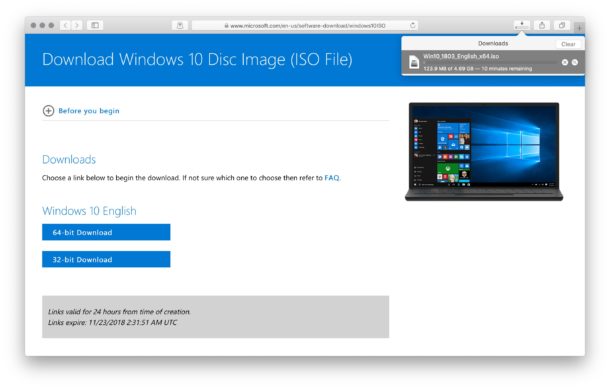 www.microsoft.com/en-us/software-download/windows10ISO
Downloads
Clear
Win10_1803_English_x64.iso
123.9 MB of 4.69 GB — 10 minutes remaining
Download Windows 10 Disc Image (ISO File)
Before you begin
Downloads
Choose a link below to begin the download. If not sure which one to choose then refer to FAQ.
Windows 10 English
64-bit Download
32-bit Download
Links valid for 24 hours from time of creation.
Links expire: 11/23/2018 2:31:51 AM UTC